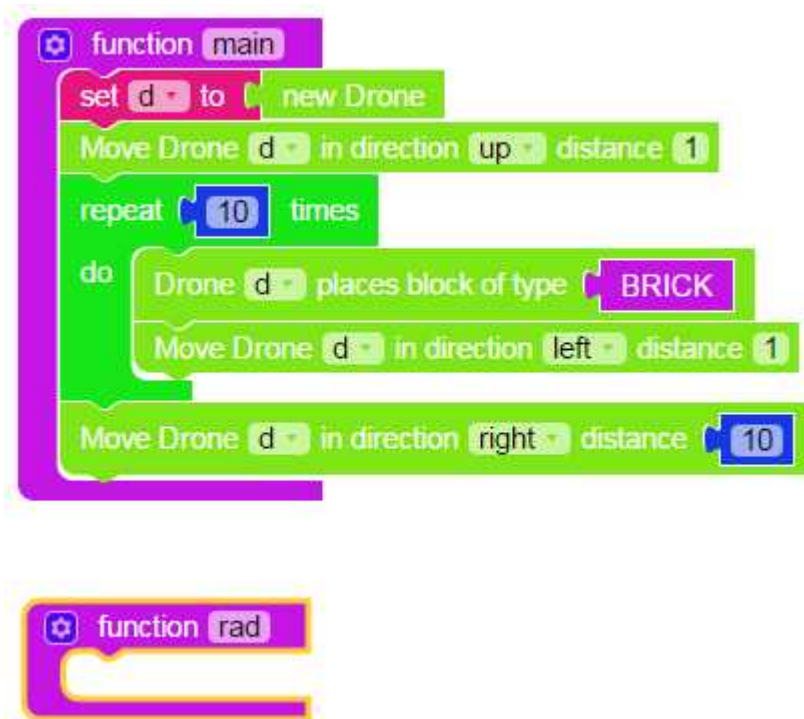 function main
set d to new Drone
Move Drone d in direction up distance 1
repeat 10 times
do
Drone d places block of type BRICK
Move Drone d in direction left distance 1
Move Drone d in direction right distance 10
function rad